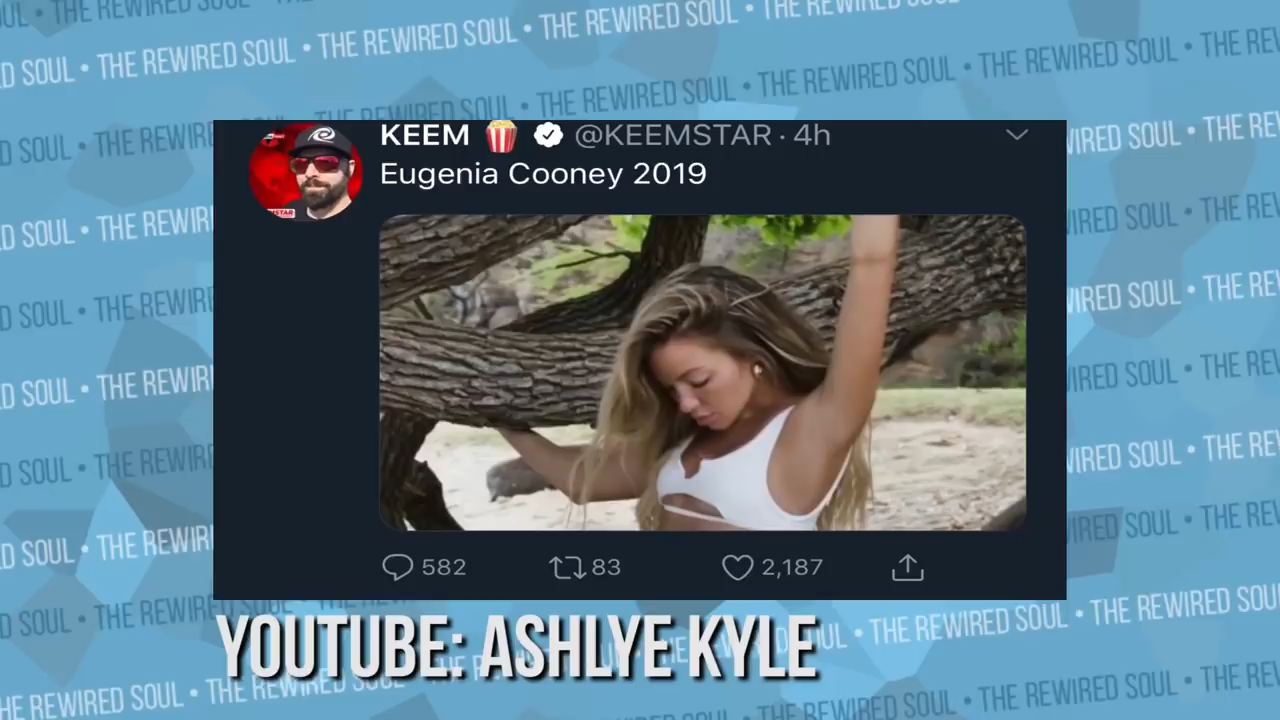 THE REWIRED SOUL • THE REWIRED SOUL • THE REWIRED SOUL
KEEM 🍿 @KEEMSTAR · 4h
Eugenia Cooney 2019
582 83 2,187
YOUTUBE: ASHLYE KYLE